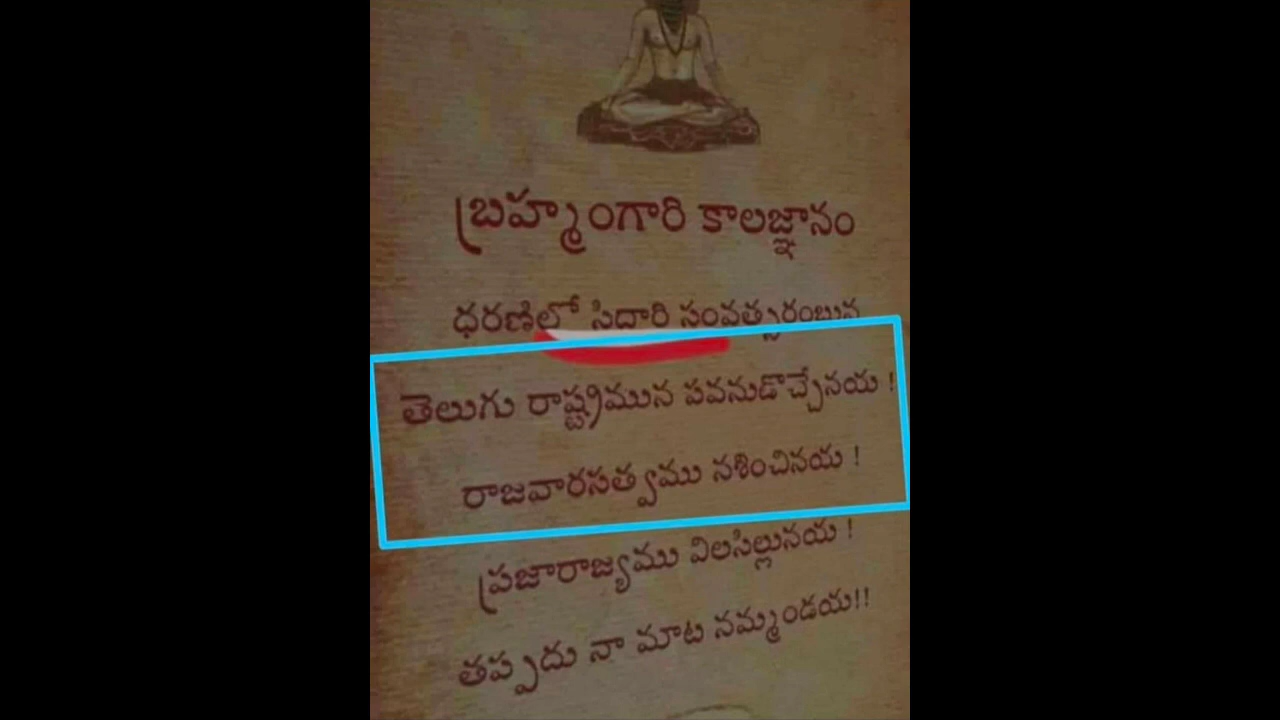 బ్రహ్మంగారి కాలజ్ఞానం
ధరణిలో సిదారి సంవత్సరంబున
తెలుగు రాష్ట్రిమున పవనుడొచ్చేనయ !
రాజవారసత్వము నశించినయ !
ప్రజారాజ్యము విలసిల్లునయ !
తప్పదు నా మాట నమ్మండయ!!